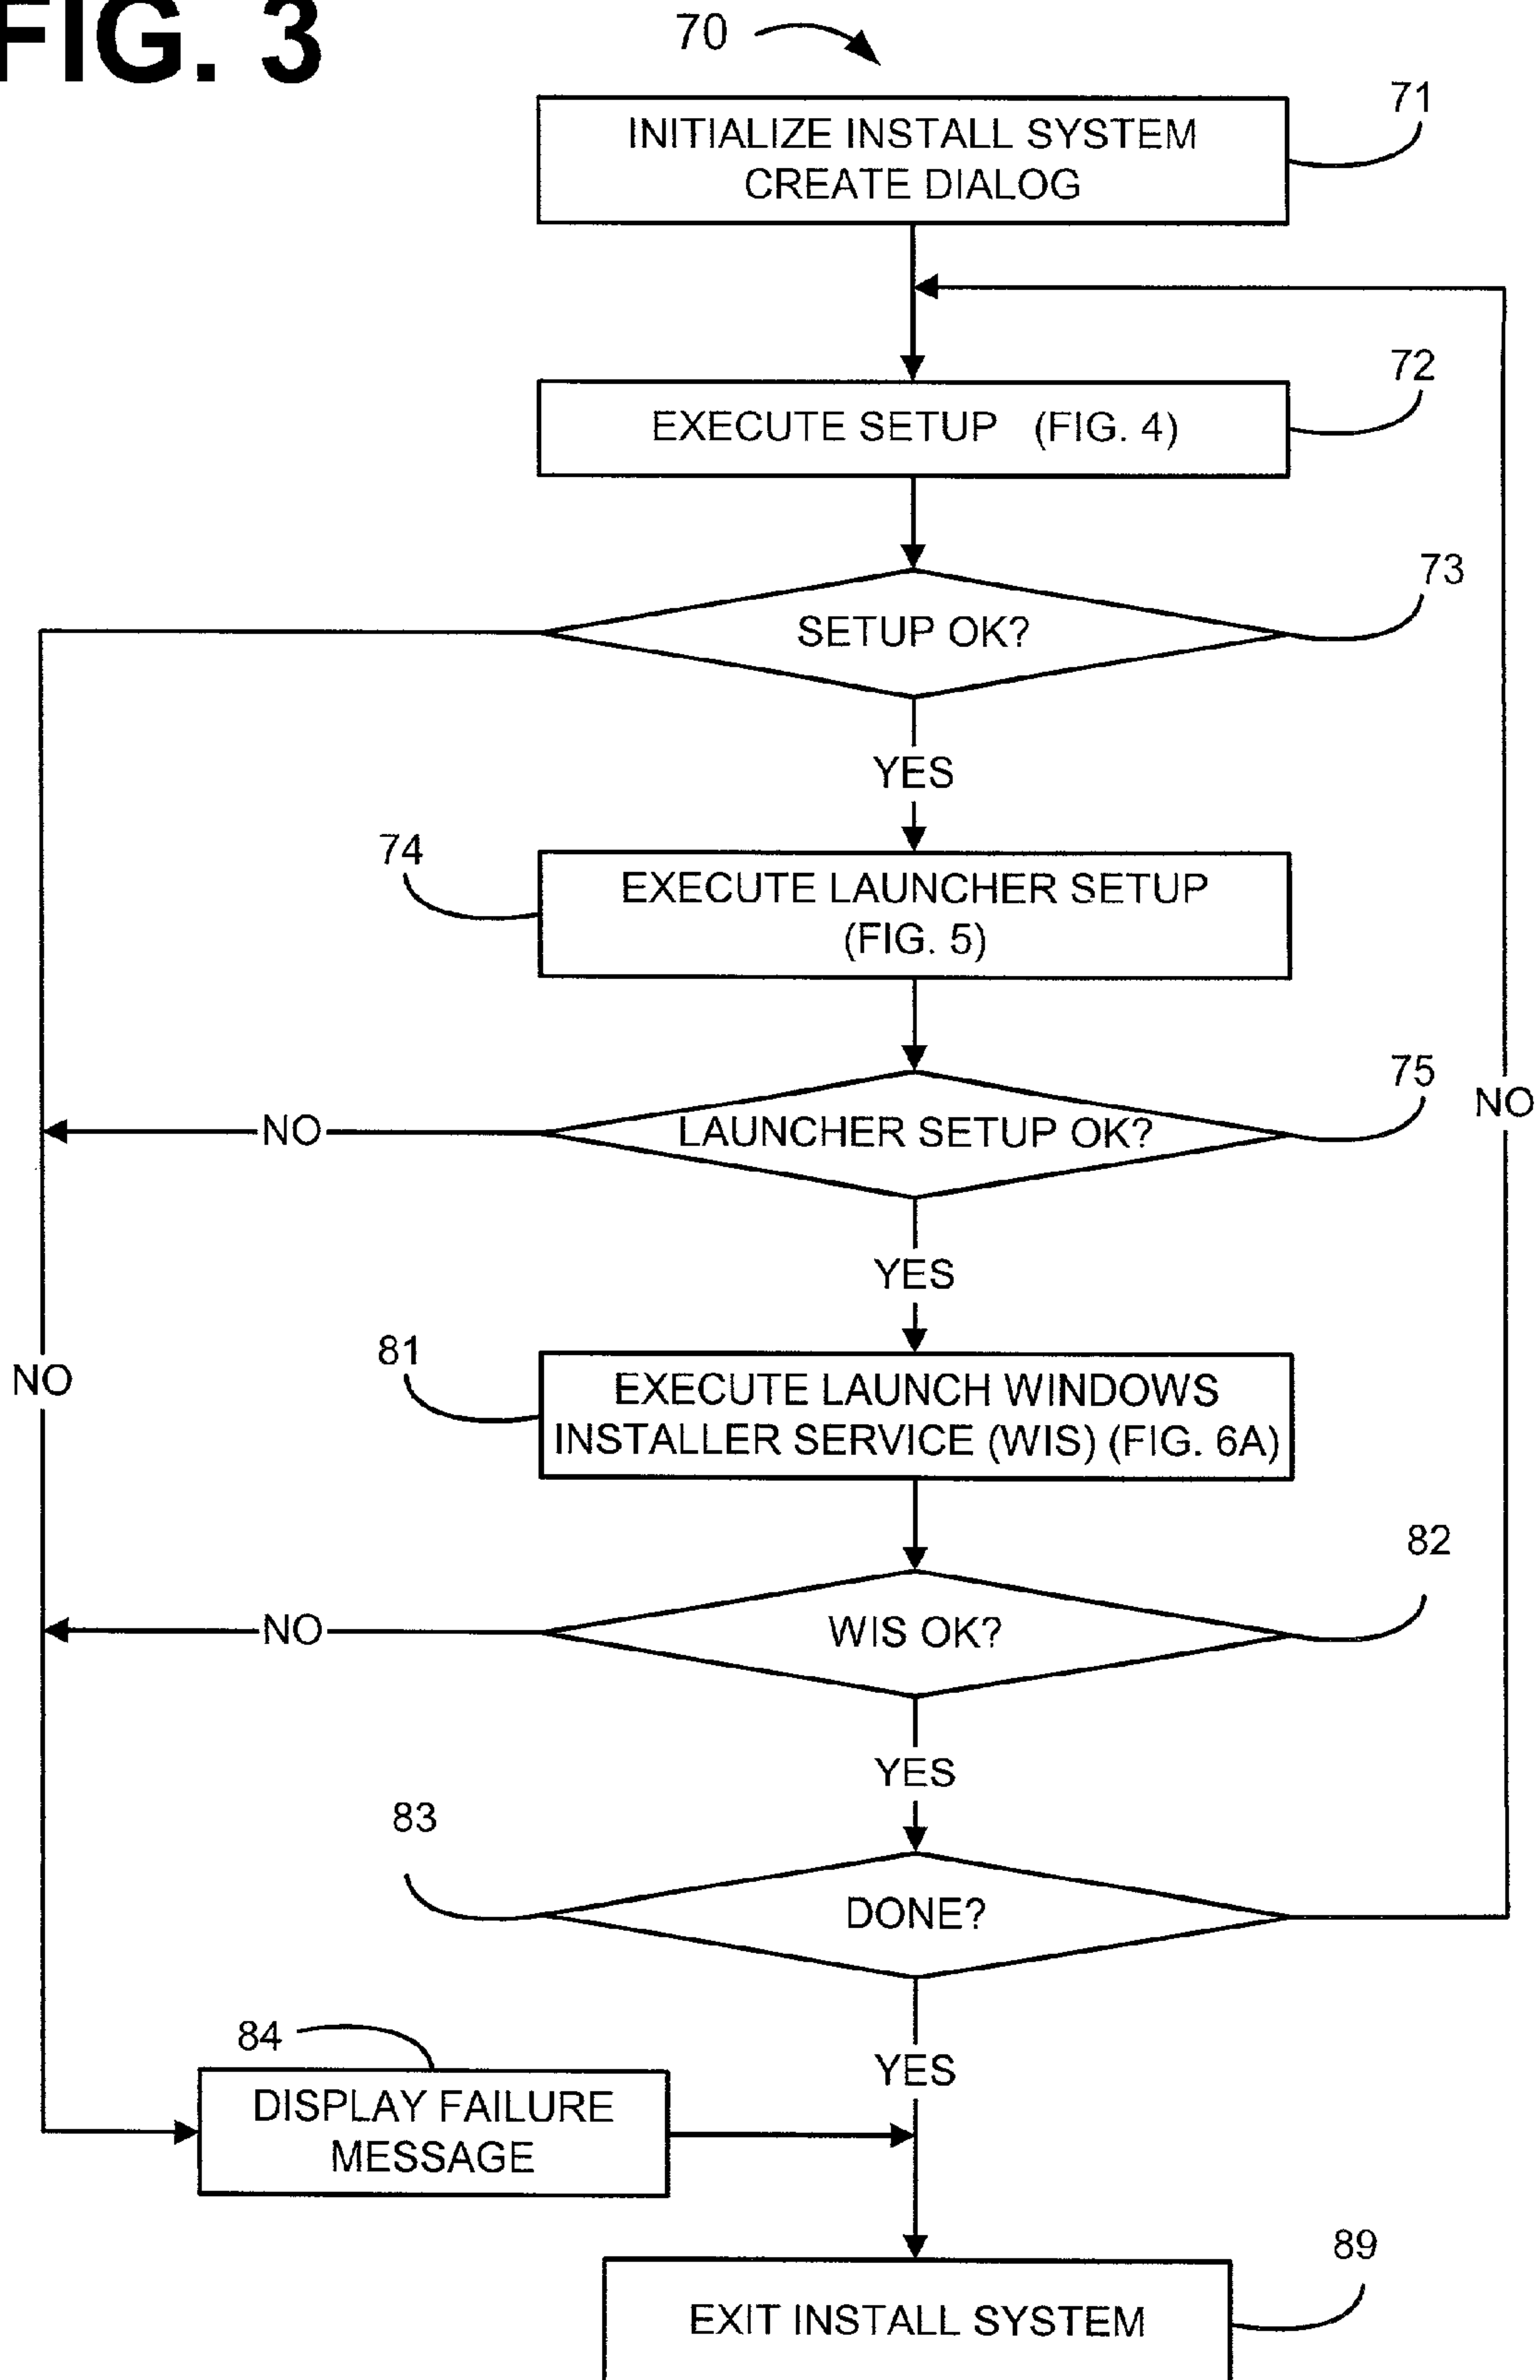 FIG. 3
70
71
INITIALIZE INSTALL SYSTEM
CREATE DIALOG
72
EXECUTE SETUP (FIG. 4)
73
SETUP OK?
YES
74
EXECUTE LAUNCHER SETUP
(FIG. 5)
75
NO
LAUNCHER SETUP OK?
NO
YES
81
NO
EXECUTE LAUNCH WINDOWS
INSTALLER SERVICE (WIS) (FIG. 6A)
82
NO
WIS OK?
YES
83
DONE?
84
YES
DISPLAY FAILURE
MESSAGE
89
EXIT INSTALL SYSTEM